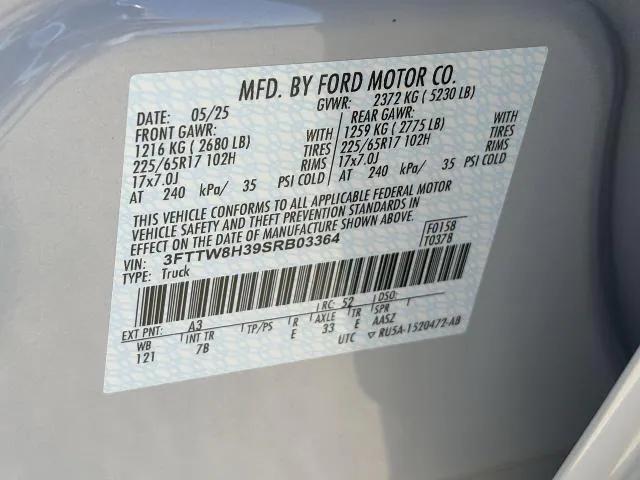 MFD. BY FORD MOTOR CO.
DATE: 05/25 GVWR: 2372 KG ( 5230 LB)
FRONT GAWR: REAR GAWR:
1216 KG ( 2680 LB) WITH 1259 KG ( 2775 LB) WITH
225/65R17 102H TIRES 225/65R17 102H TIRES
17x7.0J RIMS 17x7.0J RIMS
AT 240 kPa/ 35 PSI COLD AT 240 kPa/ 35 PSI COLD
THIS VEHICLE CONFORMS TO ALL APPLICABLE FEDERAL MOTOR
VEHICLE SAFETY AND THEFT PREVENTION STANDARDS IN
EFFECT ON THE DATE OF MANUFACTURE SHOWN ABOVE.
VIN: 3FTTW8H39SRB03364 F0158
TYPE: Truck T0378
RC: 52 DSO:
EXT PNT: A3
WB INT TR TP/PS R AXLE TR SPR
121 7B E 33 E AASZ
UTC ▽ RU5A-1520472-AB